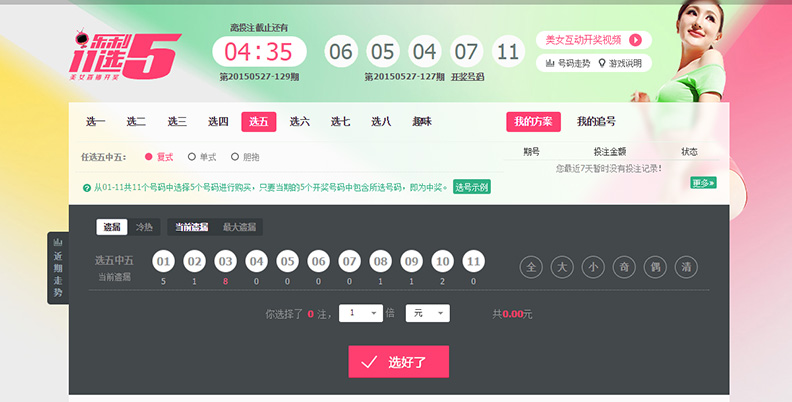 乐和11选5
美女直播开奖
离投注截止还有
04:35
第20150527-129期
06 05 04 07 11
第20150527-127期 开奖号码
美女互动开奖视频
号码走势 游戏说明
选一 选二 选三 选四 选五 选六 选七 选八 趣味
我的方案 我的追号
任选五中五： 复式 单式 胆拖
期号 投注金额 状态
您最近7天暂时没有投注记录！
更多»
从01-11共11个号码中选择5个号码进行购买，只要当期的5个开奖号码中包含所选号码，即为中奖。 选号示例
近期走势
遗漏 冷热 当前遗漏 最大遗漏
选五中五 01 02 03 04 05 06 07 08 09 10 11
当前遗漏 5 1 8 0 0 0 0 1 1 2 0
全 大 小 奇 偶 清
你选择了 0 注， 1 倍 元 共0.00元
选好了